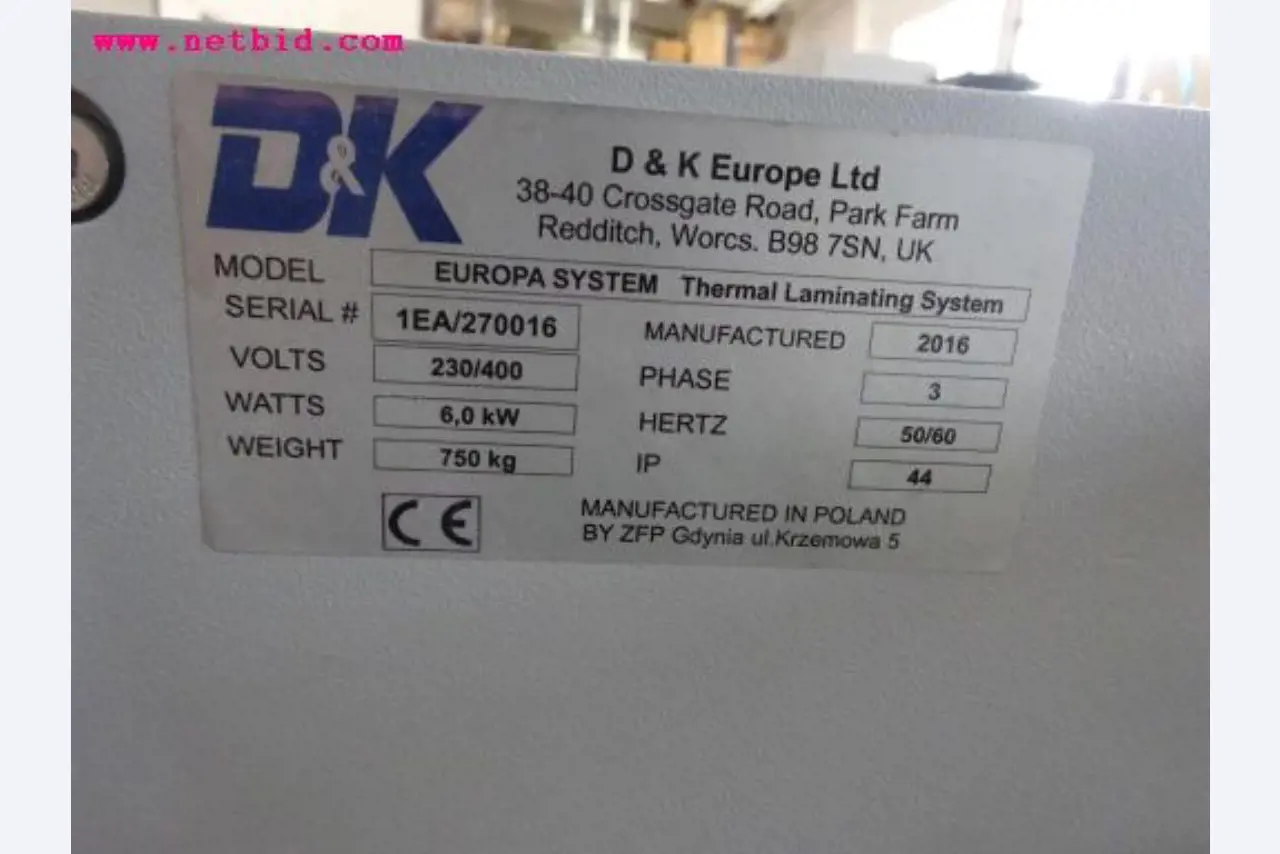 www.netbid.com
D&K
D & K Europe Ltd
38-40 Crossgate Road, Park Farm
Redditch, Worcs. B98 7SN, UK
MODEL EUROPA SYSTEM Thermal Laminating System
SERIAL # 1EA/270016 MANUFACTURED 2016
VOLTS 230/400 PHASE 3
WATTS 6,0 kW HERTZ 50/60
WEIGHT 750 kg IP 44
CE MANUFACTURED IN POLAND
BY ZFP Gdynia ul.Krzemowa 5